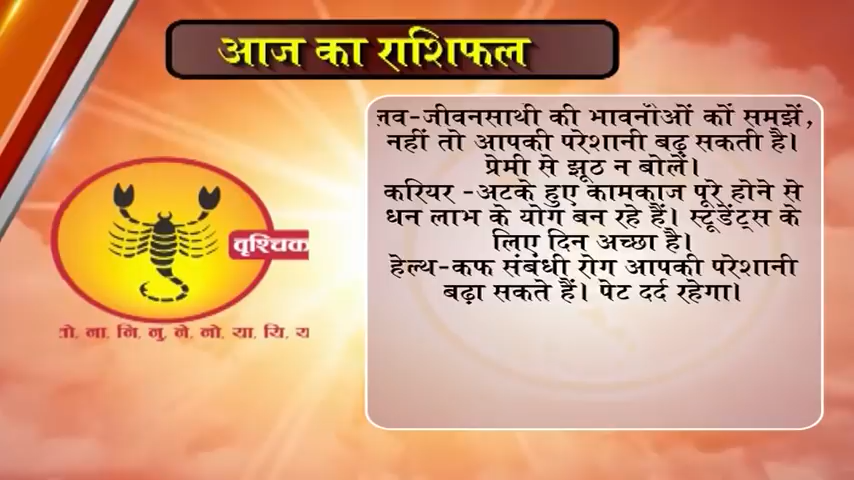 आज का राशिफल
लव-जीवनसाथी की भावनाओं कों समझें,
नहीं तो आपकी परेशानी बढ़ सकती है।
प्रेमी से झूठ न बोलें।
करियर -अटके हुए कामकाज पूरे होने से
धन लाभ के योग बन रहे हैं। स्टूडेंट्स के
लिए दिन अच्छा है।
हेल्थ-कफ संबंधी रोग आपकी परेशानी
बढ़ा सकते हैं। पेट दर्द रहेगा।
वृश्चिक
ना, नि, नु, ने, नो, या, यि,